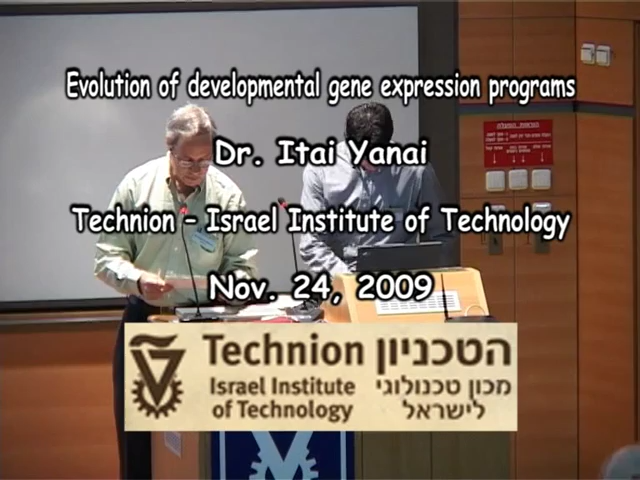 Evolution of developmental gene expression programs
Dr. Itai Yanai
Technion – Israel Institute of Technology
Nov. 24, 2009
Technion הטכניון
Israel Institute מכון טכנולוגי
of Technology לישראל